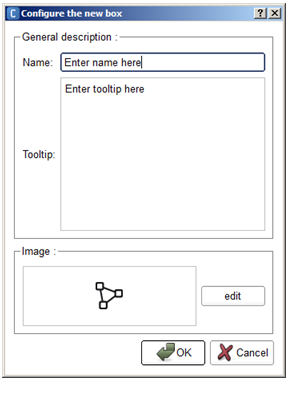 Configure the new box
General description :
Name: Enter name here
Enter tooltip here
Tooltip:
Image :
edit
OK
Cancel